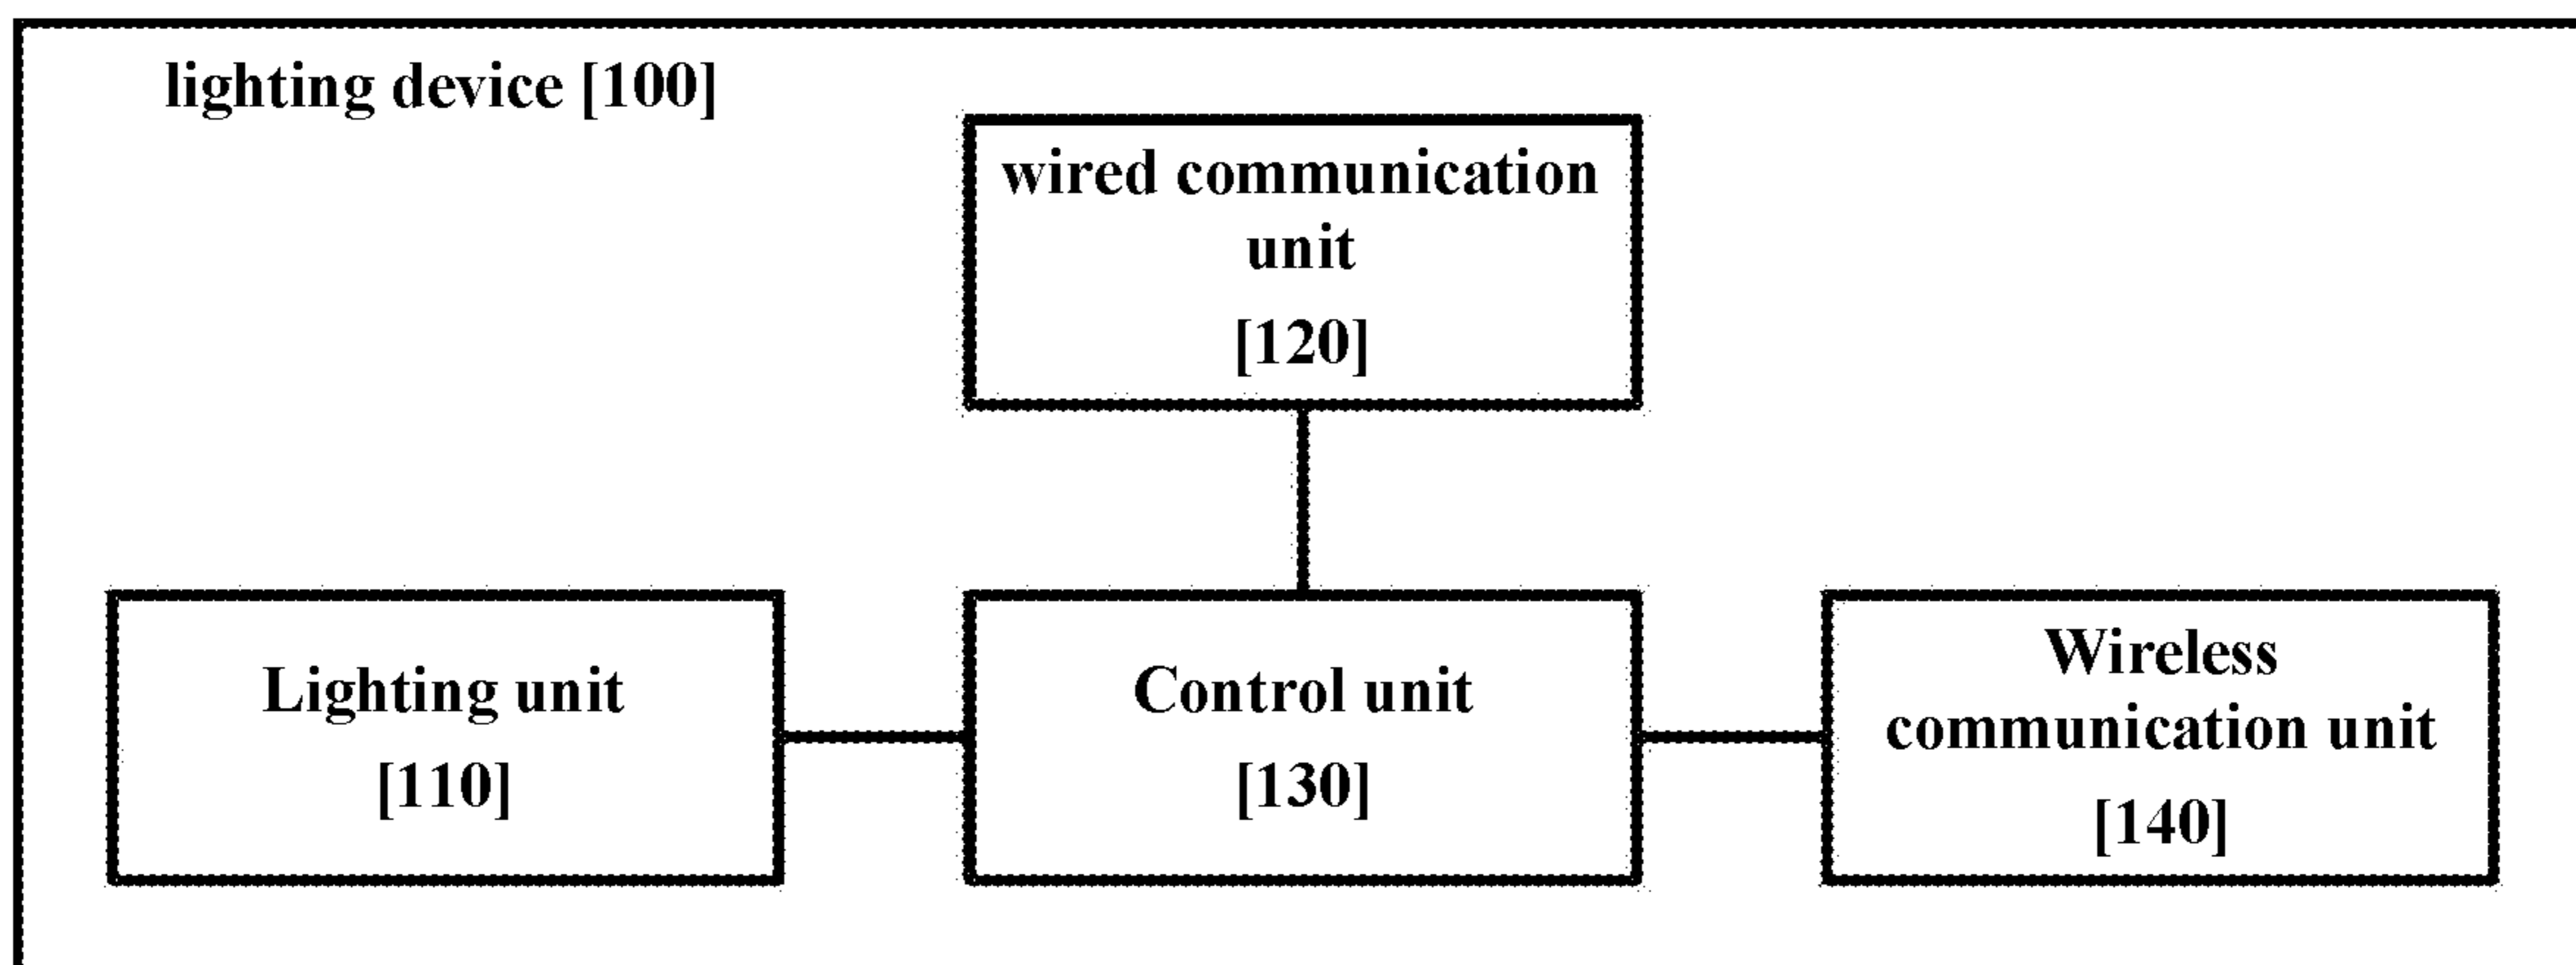 lighting device [100]
wired communication
unit
[120]
Lighting unit
[110]
Control unit
[130]
Wireless
communication unit
[140]